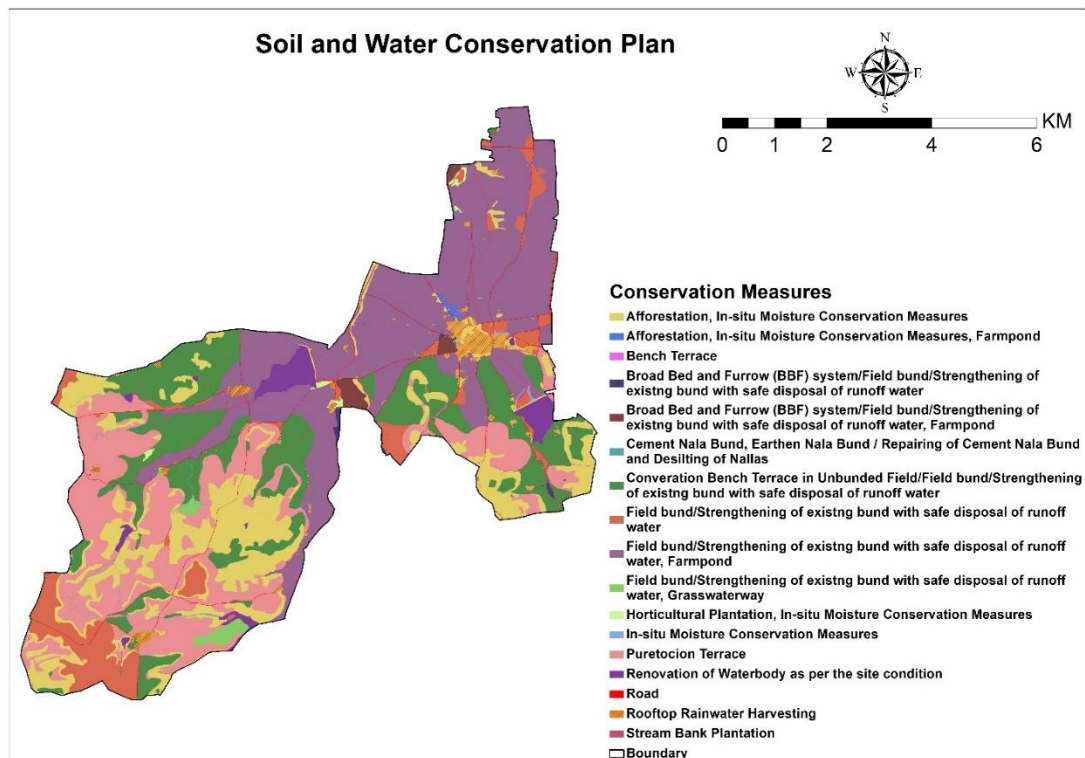 Soil and Water Conservation Plan
N
W E
S
KM
0 1 2 4 6
Conservation Measures
Afforestation, In-situ Moisture Conservation Measures
Afforestation, In-situ Moisture Conservation Measures, Farmpond
Bench Terrace
Broad Bed and Furrow (BBF) system/Field bund/Strengthening of
existng bund with safe disposal of runoff water
Broad Bed and Furrow (BBF) system/Field bund/Strengthening of
existng bund with safe disposal of runoff water, Farmpond
Cement Nala Bund, Earthen Nala Bund / Repairing of Cement Nala Bund
and Desilting of Nallas
Converation Bench Terrace in Unbunded Field/Field bund/Strengthening
of existng bund with safe disposal of runoff water
Field bund/Strengthening of existng bund with safe disposal of runoff
water
Field bund/Strengthening of existng bund with safe disposal of runoff
water, Farmpond
Field bund/Strengthening of existng bund with safe disposal of runoff
water, Grasswaterway
Horticultural Plantation, In-situ Moisture Conservation Measures
In-situ Moisture Conservation Measures
Puretocion Terrace
Renovation of Waterbody as per the site condition
Road
Rooftop Rainwater Harvesting
Stream Bank Plantation
Boundary